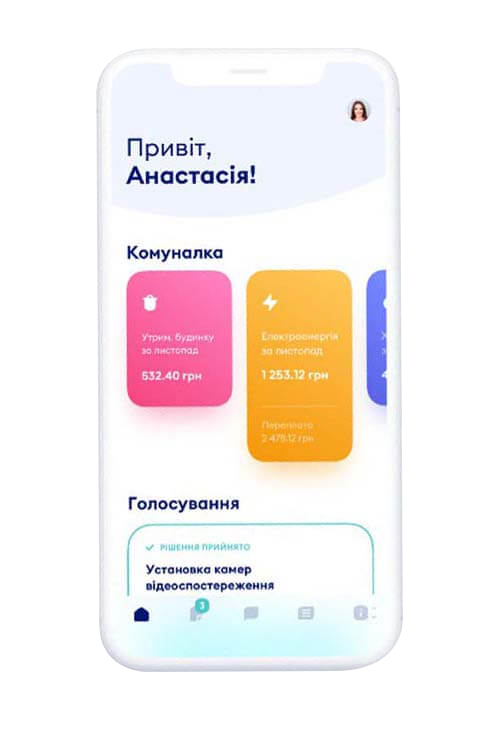 Привіт,
Анастасія!
Комуналка
Утрим. будинку
за листопад
532.40 грн
Електроенергія
за листопад
1 253.12 грн
Переплата
2 478.12 грн
Х
з
4
Голосування
РІШЕННЯ ПРИЙНЯТО
Установка камер
відеоспостереження
3